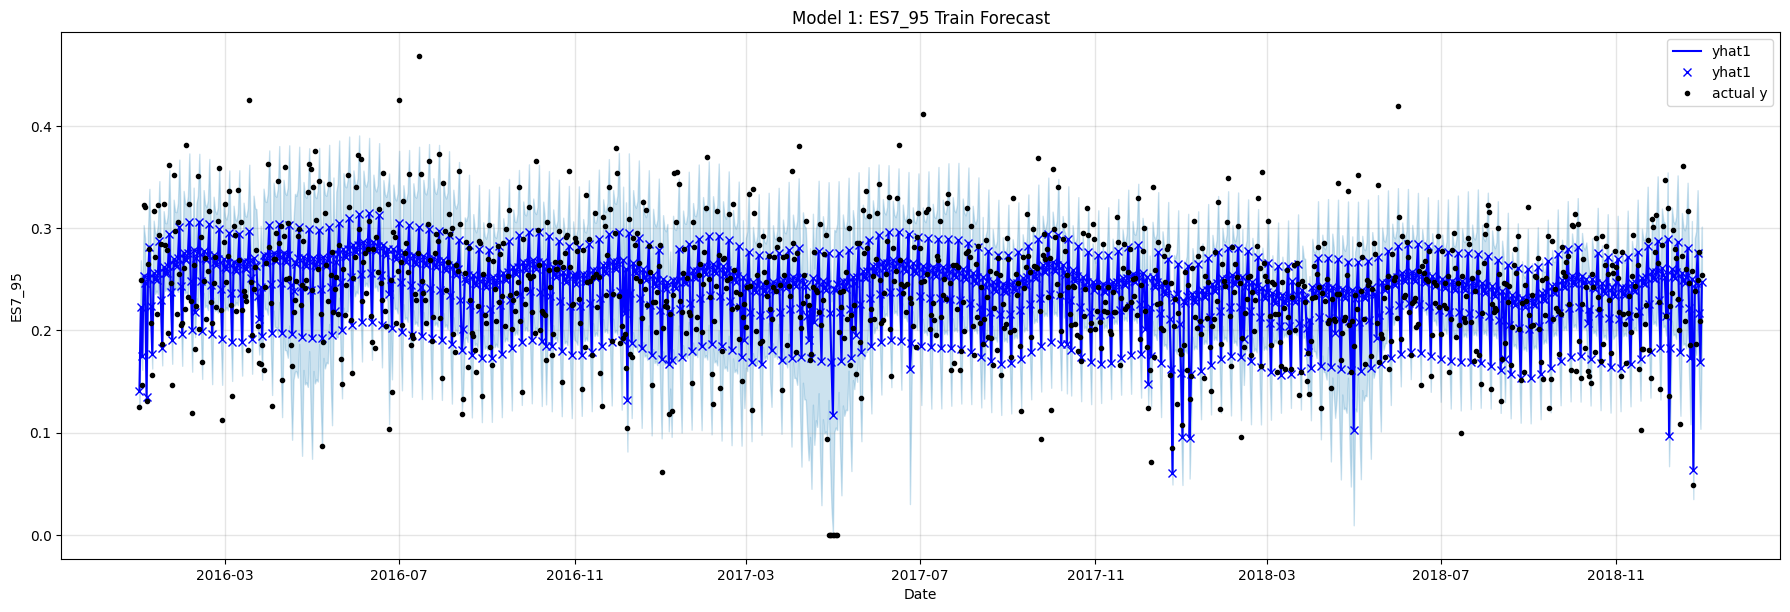 Model 1: ES7_95 Train Forecast
yhat1
yhat1
actual y
ES7_95
0.4
0.3
0.2
0.1
0.0
2016-03
2016-07
2016-11
2017-03
2017-07
2017-11
2018-03
2018-07
2018-11
Date